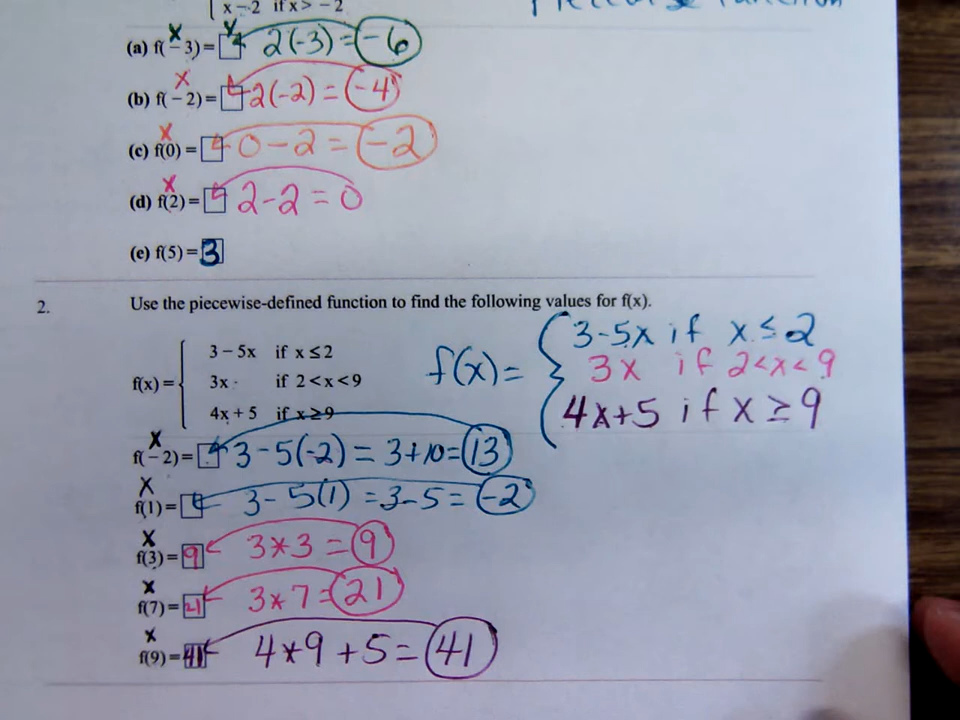 x – 2 if x > – 2
(a) f( – 3) = 2(-3) = -6
x
(b) f( – 2) = 2(-2) = -4
x
(c) f(0) = 0 - 2 = -2
x
(d) f(2) = 2 - 2 = 0
(e) f(5) = 3
2. Use the piecewise-defined function to find the following values for f(x).
3 – 5x if x ≤ 2
f(x) = 3x if 2 < x < 9
4x + 5 if x ≥ 9
3-5x if x ≤ 2
f(x) = 3x if 2<x<9
4x+5 if x ≥ 9
x
f( – 2) = 3 - 5(-2) = 3+10 = 13
x
f(1) = 3 - 5(1) = 3 - 5 = -2
x
f(3) = 9 3*3 = 9
x
f(7) = 21 3*7 = 21
x
f(9) = 41 4*9 + 5 = 41